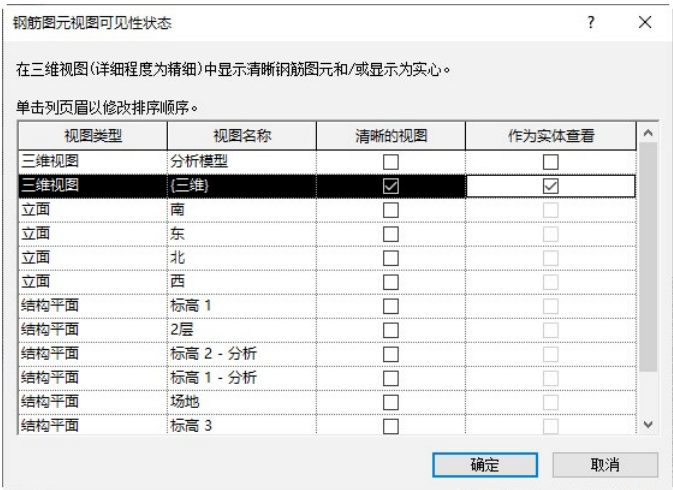 钢筋图元视图可见性状态
在三维视图(详细程度为精细)中显示清晰钢筋图元和/或显示为实心。
单击列页眉以修改排序顺序。
视图类型 视图名称 清晰的视图 作为实体查看
三维视图 分析模型
三维视图 {三维}
立面 南
立面 东
立面 北
立面 西
结构平面 标高 1
结构平面 2层
结构平面 标高 2 - 分析
结构平面 标高 1 - 分析
结构平面 场地
结构平面 标高 3
确定 取消